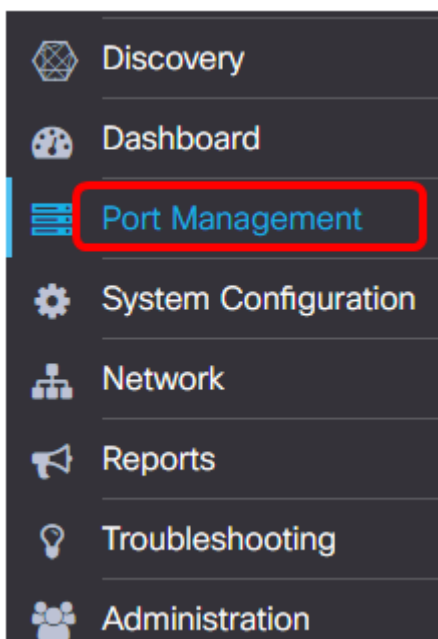 Discovery
Dashboard
Port Management
System Configuration
Network
Reports
Troubleshooting
Administration